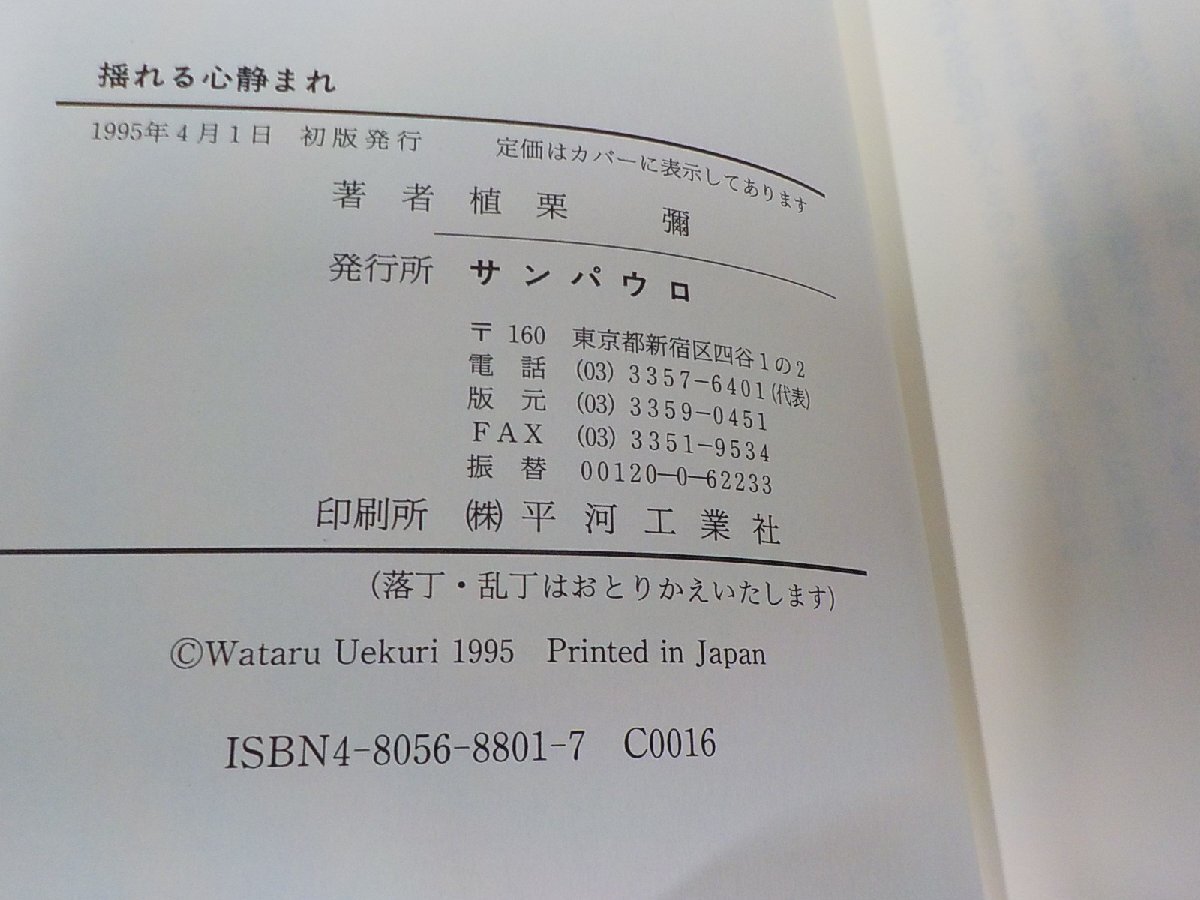 揺れる心静まれ
1995年4月1日 初版発行 定価はカバーに表示してあります
著者 植栗 彌
発行所 サンパウロ
〒160 東京都新宿区四谷1の2
電話 (03) 3357-6401(代表)
版元 (03) 3359-0451
FAX (03) 3351-9534
振替 00120-0-62233
印刷所 ㈱ 平河工業社
(落丁・乱丁はおとりかえいたします)
©Wataru Uekuri 1995 Printed in Japan
ISBN4-8056-8801-7 C0016